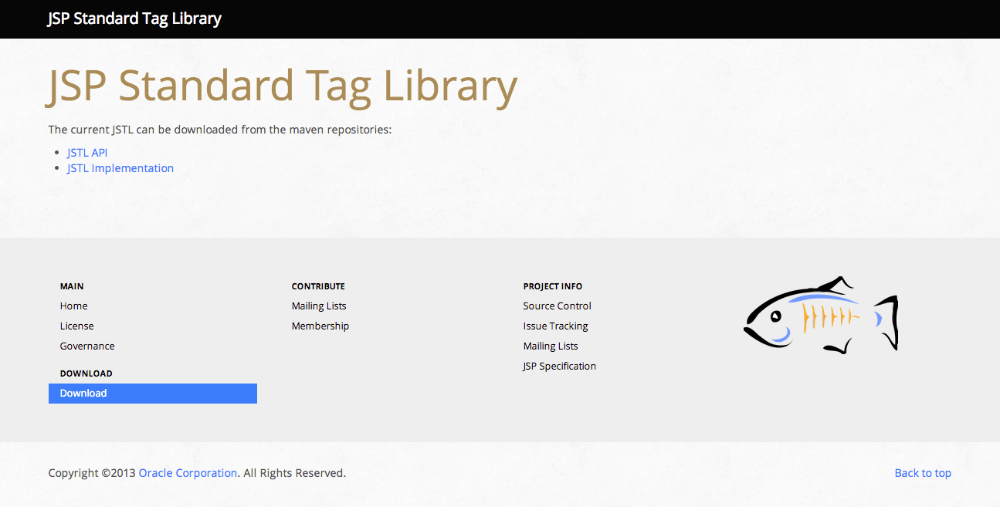 JSP Standard Tag Library
JSP Standard Tag Library
The current JSTL can be downloaded from the maven repositories:
JSTL API
JSTL Implementation
MAIN
Home
License
Governance
DOWNLOAD
Download
CONTRIBUTE
Mailing Lists
Membership
PROJECT INFO
Source Control
Issue Tracking
Mailing Lists
JSP Specification
Copyright ©2013 Oracle Corporation. All Rights Reserved.
Back to top